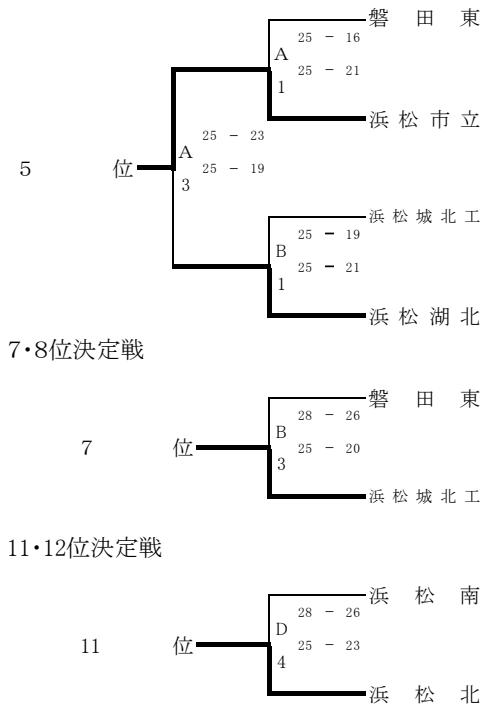 磐田東
25 － 16
A
25 － 21
1
浜松市立
25 － 23
A
5 位
25 － 19
3
浜松城北工
25 － 19
B
25 － 21
1
浜松湖北
7・8位決定戦
磐田東
28 － 26
B
7 位
25 － 20
3
浜松城北工
11・12位決定戦
浜松南
28 － 26
D
11 位
25 － 23
4
浜松北